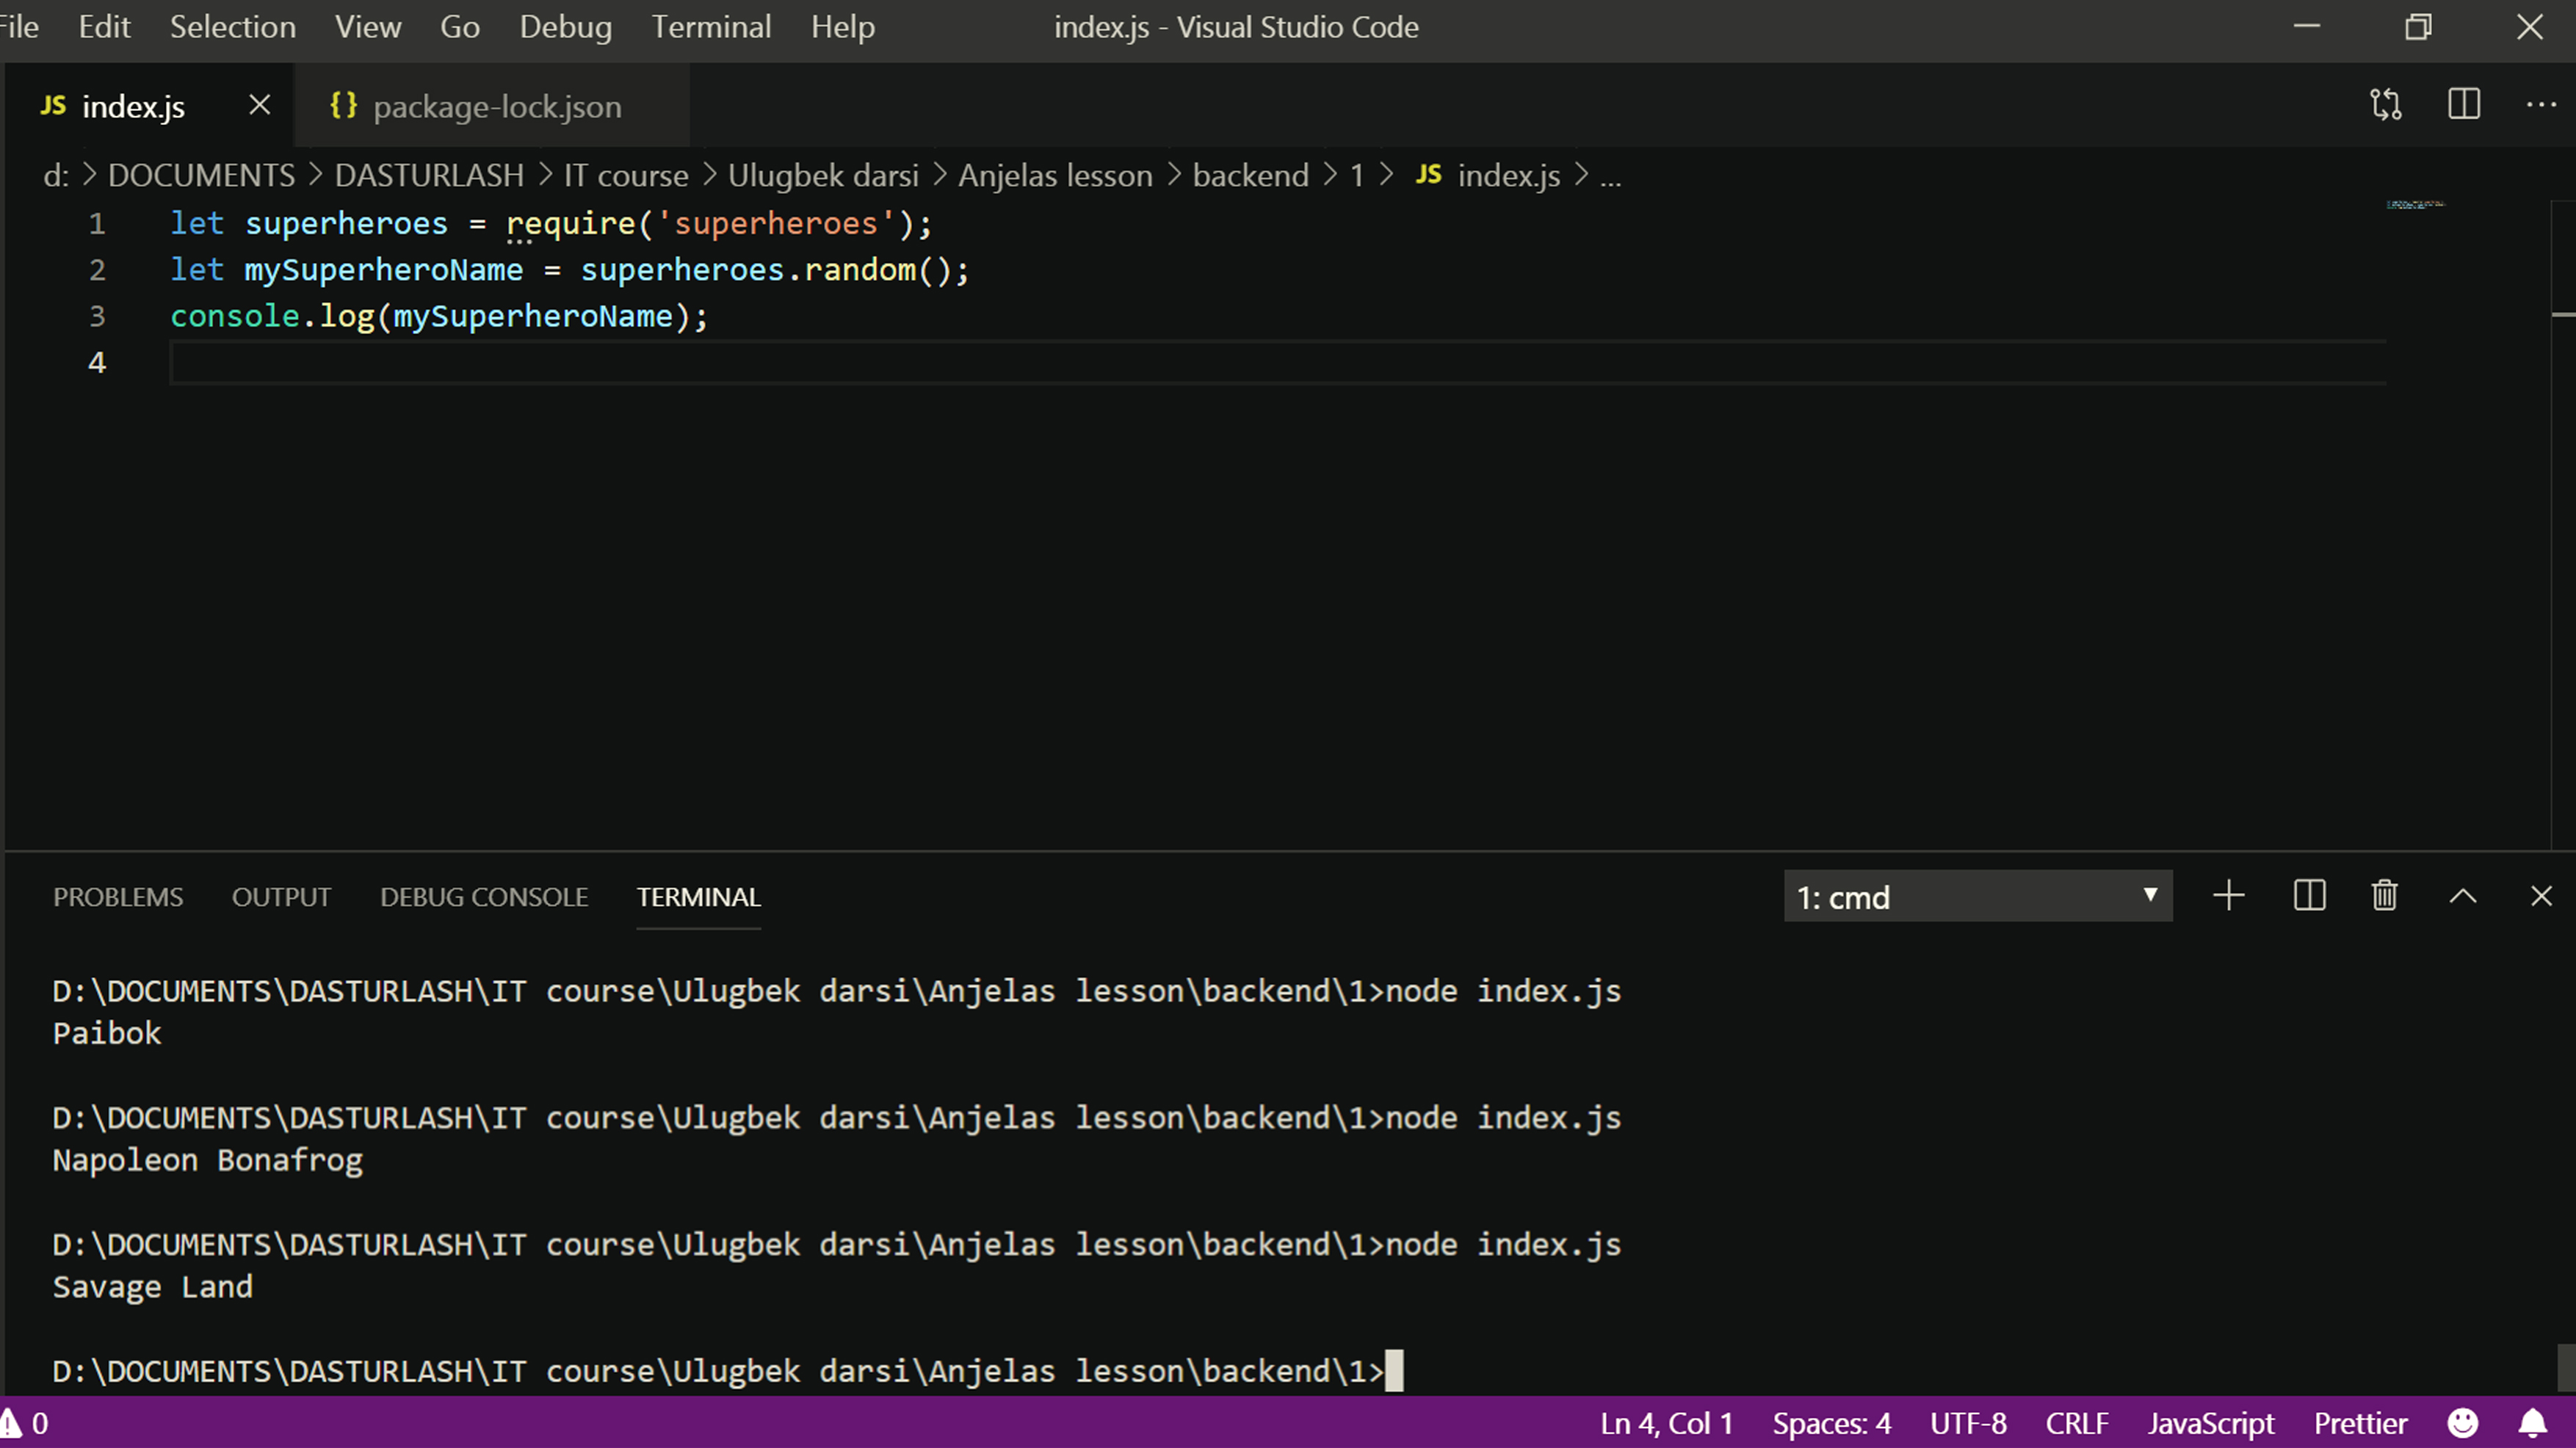 File Edit Selection View Go Debug Terminal Help index.js - Visual Studio Code
JS index.js {} package-lock.json ...
d: > DOCUMENTS > DASTURLASH > IT course > Ulugbek darsi > Anjelas lesson > backend > 1 > JS index.js > ...
1 let superheroes = require('superheroes');
2 let mySuperheroName = superheroes.random();
3 console.log(mySuperheroName);
4
PROBLEMS OUTPUT DEBUG CONSOLE TERMINAL 1: cmd
D:\DOCUMENTS\DASTURLASH\IT course\Ulugbek darsi\Anjelas lesson\backend\1>node index.js
Paibok
D:\DOCUMENTS\DASTURLASH\IT course\Ulugbek darsi\Anjelas lesson\backend\1>node index.js
Napoleon Bonafrog
D:\DOCUMENTS\DASTURLASH\IT course\Ulugbek darsi\Anjelas lesson\backend\1>node index.js
Savage Land
D:\DOCUMENTS\DASTURLASH\IT course\Ulugbek darsi\Anjelas lesson\backend\1>
0 Ln 4, Col 1 Spaces: 4 UTF-8 CRLF JavaScript Prettier